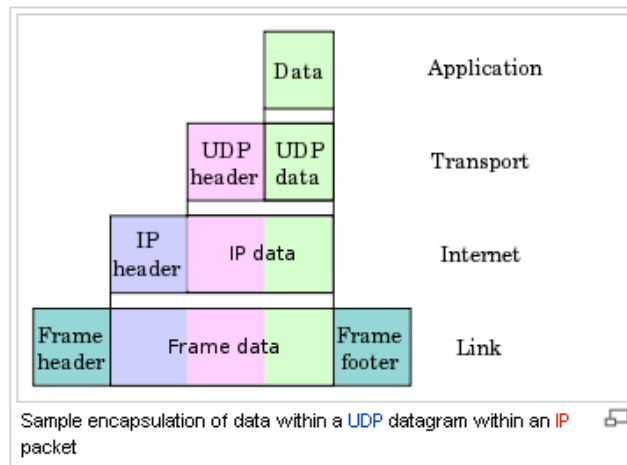 Data
Application
UDP
header
UDP
data
Transport
IP
header
IP data
Internet
Frame
header
Frame data
Frame
footer
Link
Sample encapsulation of data within a UDP datagram within an IP
packet